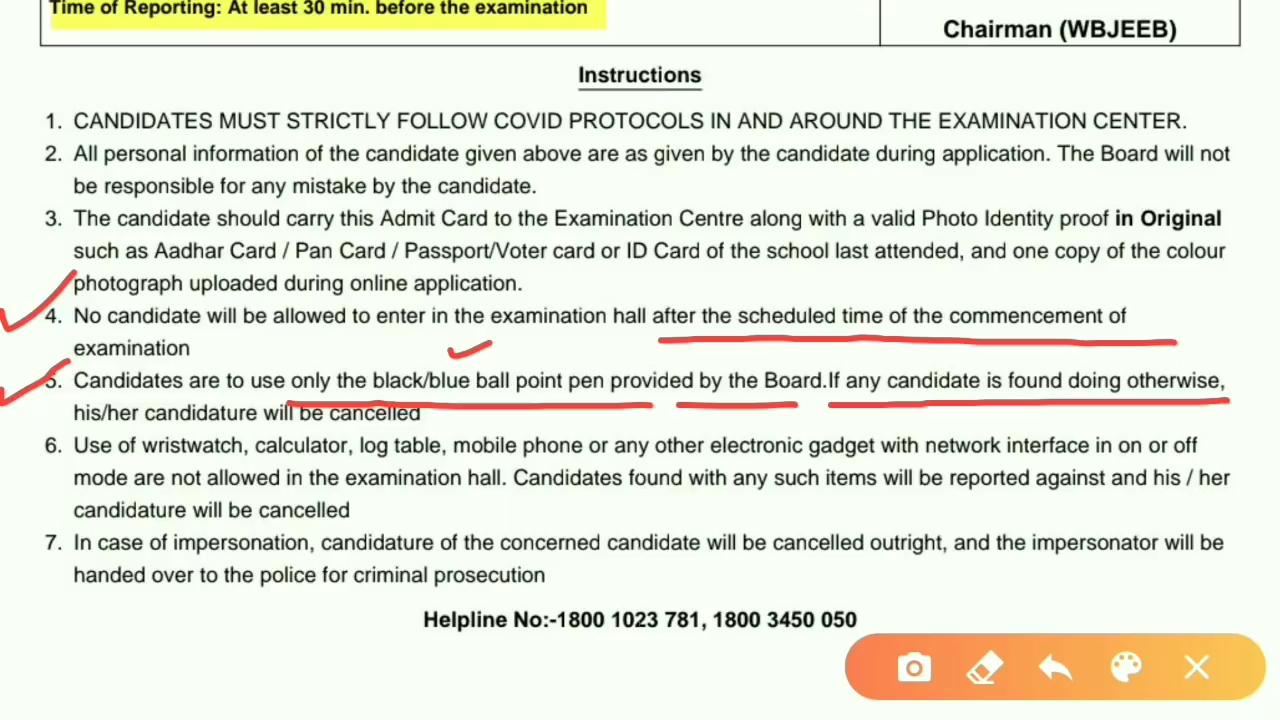 Time of Reporting: At least 30 min. before the examination
Chairman (WBJEEB)
Instructions
1. CANDIDATES MUST STRICTLY FOLLOW COVID PROTOCOLS IN AND AROUND THE EXAMINATION CENTER.
2. All personal information of the candidate given above are as given by the candidate during application. The Board will not
be responsible for any mistake by the candidate.
3. The candidate should carry this Admit Card to the Examination Centre along with a valid Photo Identity proof in Original
such as Aadhar Card / Pan Card / Passport/Voter card or ID Card of the school last attended, and one copy of the colour
photograph uploaded during online application.
4. No candidate will be allowed to enter in the examination hall after the scheduled time of the commencement of
examination
5. Candidates are to use only the black/blue ball point pen provided by the Board.If any candidate is found doing otherwise,
his/her candidature will be cancelled
6. Use of wristwatch, calculator, log table, mobile phone or any other electronic gadget with network interface in on or off
mode are not allowed in the examination hall. Candidates found with any such items will be reported against and his / her
candidature will be cancelled
7. In case of impersonation, candidature of the concerned candidate will be cancelled outright, and the impersonator will be
handed over to the police for criminal prosecution
Helpline No:-1800 1023 781, 1800 3450 050